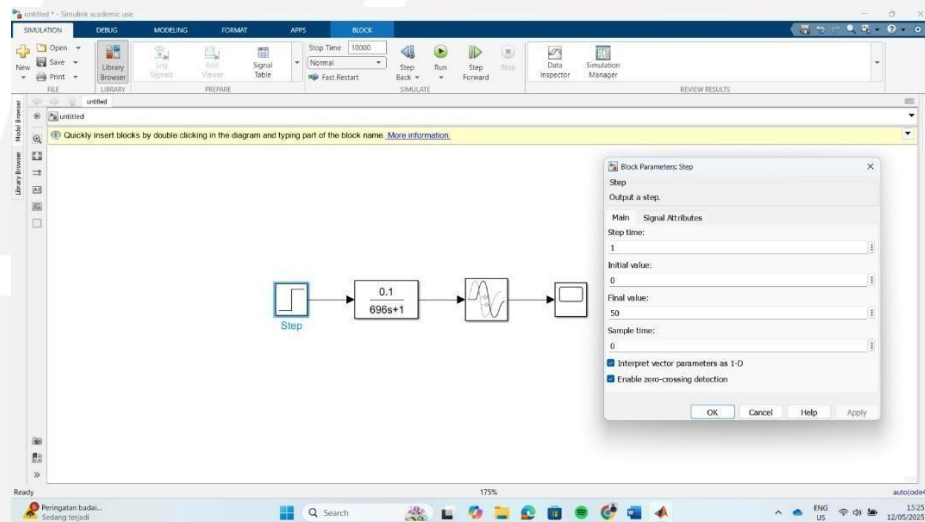 untitled * - Simulink academic use
SIMULATION DEBUG MODELING FORMAT APPS BLOCK
New
Open
Save
Print
FILE
Library Browser
LIBRARY
Log Signals
Add Viewer
Signal Table
PREPARE
Stop Time 10000
Normal
Fast Restart
Step Back
Run
Step Forward
Stop
SIMULATE
Data Inspector
Simulation Manager
REVIEW RESULTS
untitled
Model Browser
Library Browser
untitled
Quickly insert blocks by double clicking in the diagram and typing part of the block name. More information.
Step
0.1
696s+1
Block Parameters: Step
Step
Output a step.
Main Signal Attributes
Step time:
1
Initial value:
0
Final value:
50
Sample time:
0
Interpret vector parameters as 1-D
Enable zero-crossing detection
OK Cancel Help Apply
Ready 175% auto(ode4
Peringatan badai...
Sedang terjadi
Search
ENG
US
15:25
12/05/2025